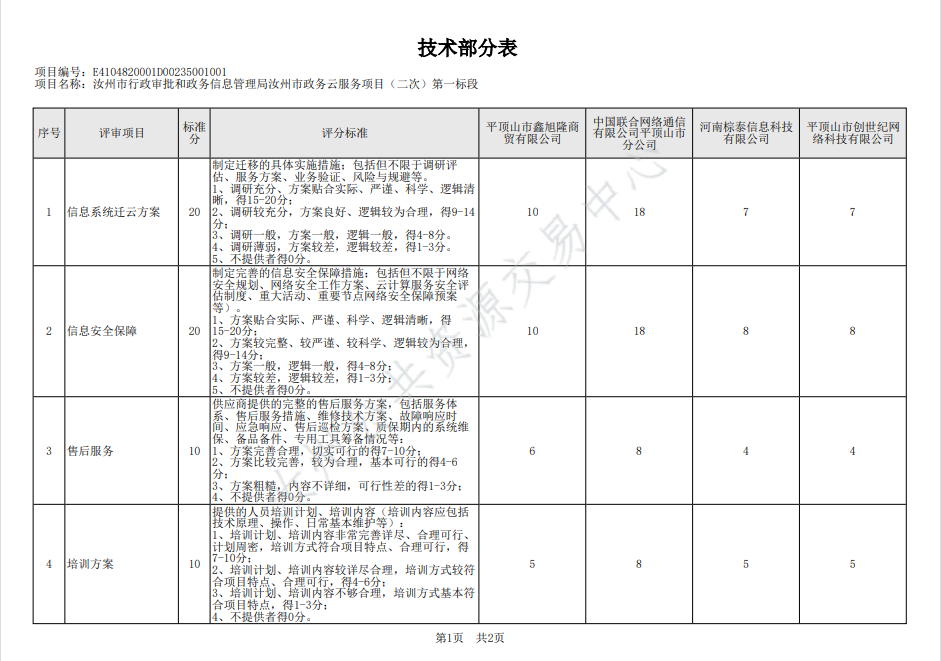 技术部分表
项目编号: E4104820001D00235001001
项目名称: 汝州市行政审批和政务信息管理局汝州市政务云服务项目（二次）第一标段
序号
评审项目
标准
分
评分标准
平顶山市鑫旭隆商
贸有限公司
中国联合网络通信
有限公司平顶山市
分公司
河南棕泰信息科技
有限公司
平顶山市创世纪网
络科技有限公司
1
信息系统迁云方案
20
制定迁移的具体实施措施; 包括但不限于调研评
估、服务方案、业务验证、风险与规避等。
1、调研充分、方案贴合实际、严谨、科学、逻辑清
晰，得15-20分;
2、调研较充分，方案良好、逻辑较为合理，得9-14
分;
3、调研一般，方案一般，逻辑一般，得4-8分。
4、调研薄弱，方案较差，逻辑较差，得1-3分。
5、不提供者得0分。
10
18
7
7
2
信息安全保障
20
制定完善的信息安全保障措施; 包括但不限于网络
安全规划、网络安全工作方案、云计算服务安全评
估制度、重大活动、重要节点网络安全保障预案
等）。
1、方案贴合实际、严谨、科学、逻辑清晰，得
15-20分;
2、方案较完整、较严谨、较科学、逻辑较为合理，
得9-14分;
3、方案一般，逻辑一般，得4-8分;
4、方案较差，逻辑较差，得1-3分;
5、不提供者得0分。
10
18
8
8
3
售后服务
10
供应商提供的完整的售后服务方案，包括服务体
系、售后服务措施、维修技术方案、故障响应时
间、应急响应、售后巡检方案、质保期内的系统维
保、备品备件、专用工具筹备情况等:
1、方案完善合理，切实可行的得7-10分;
2、方案比较完善，较为合理，基本可行的得4-6
分;
3、方案粗糙，内容不详细，可行性差的得1-3分;
4、不提供者得0分。
6
8
4
4
4
培训方案
10
提供的人员培训计划、培训内容（培训内容应包括
技术原理、操作、日常基本维护等）:
1、培训计划、培训内容非常完善详尽、合理可行、
计划周密，培训方式符合项目特点、合理可行，得
7-10分;
2、培训计划、培训内容较详尽合理，培训方式较符
合项目特点、合理可行，得4-6分;
3、培训计划、培训内容不够合理，培训方式基本符
合项目特点，得1-3分;
4、不提供者得0分。
5
8
5
5
共资源交易中心
第1页 共2页